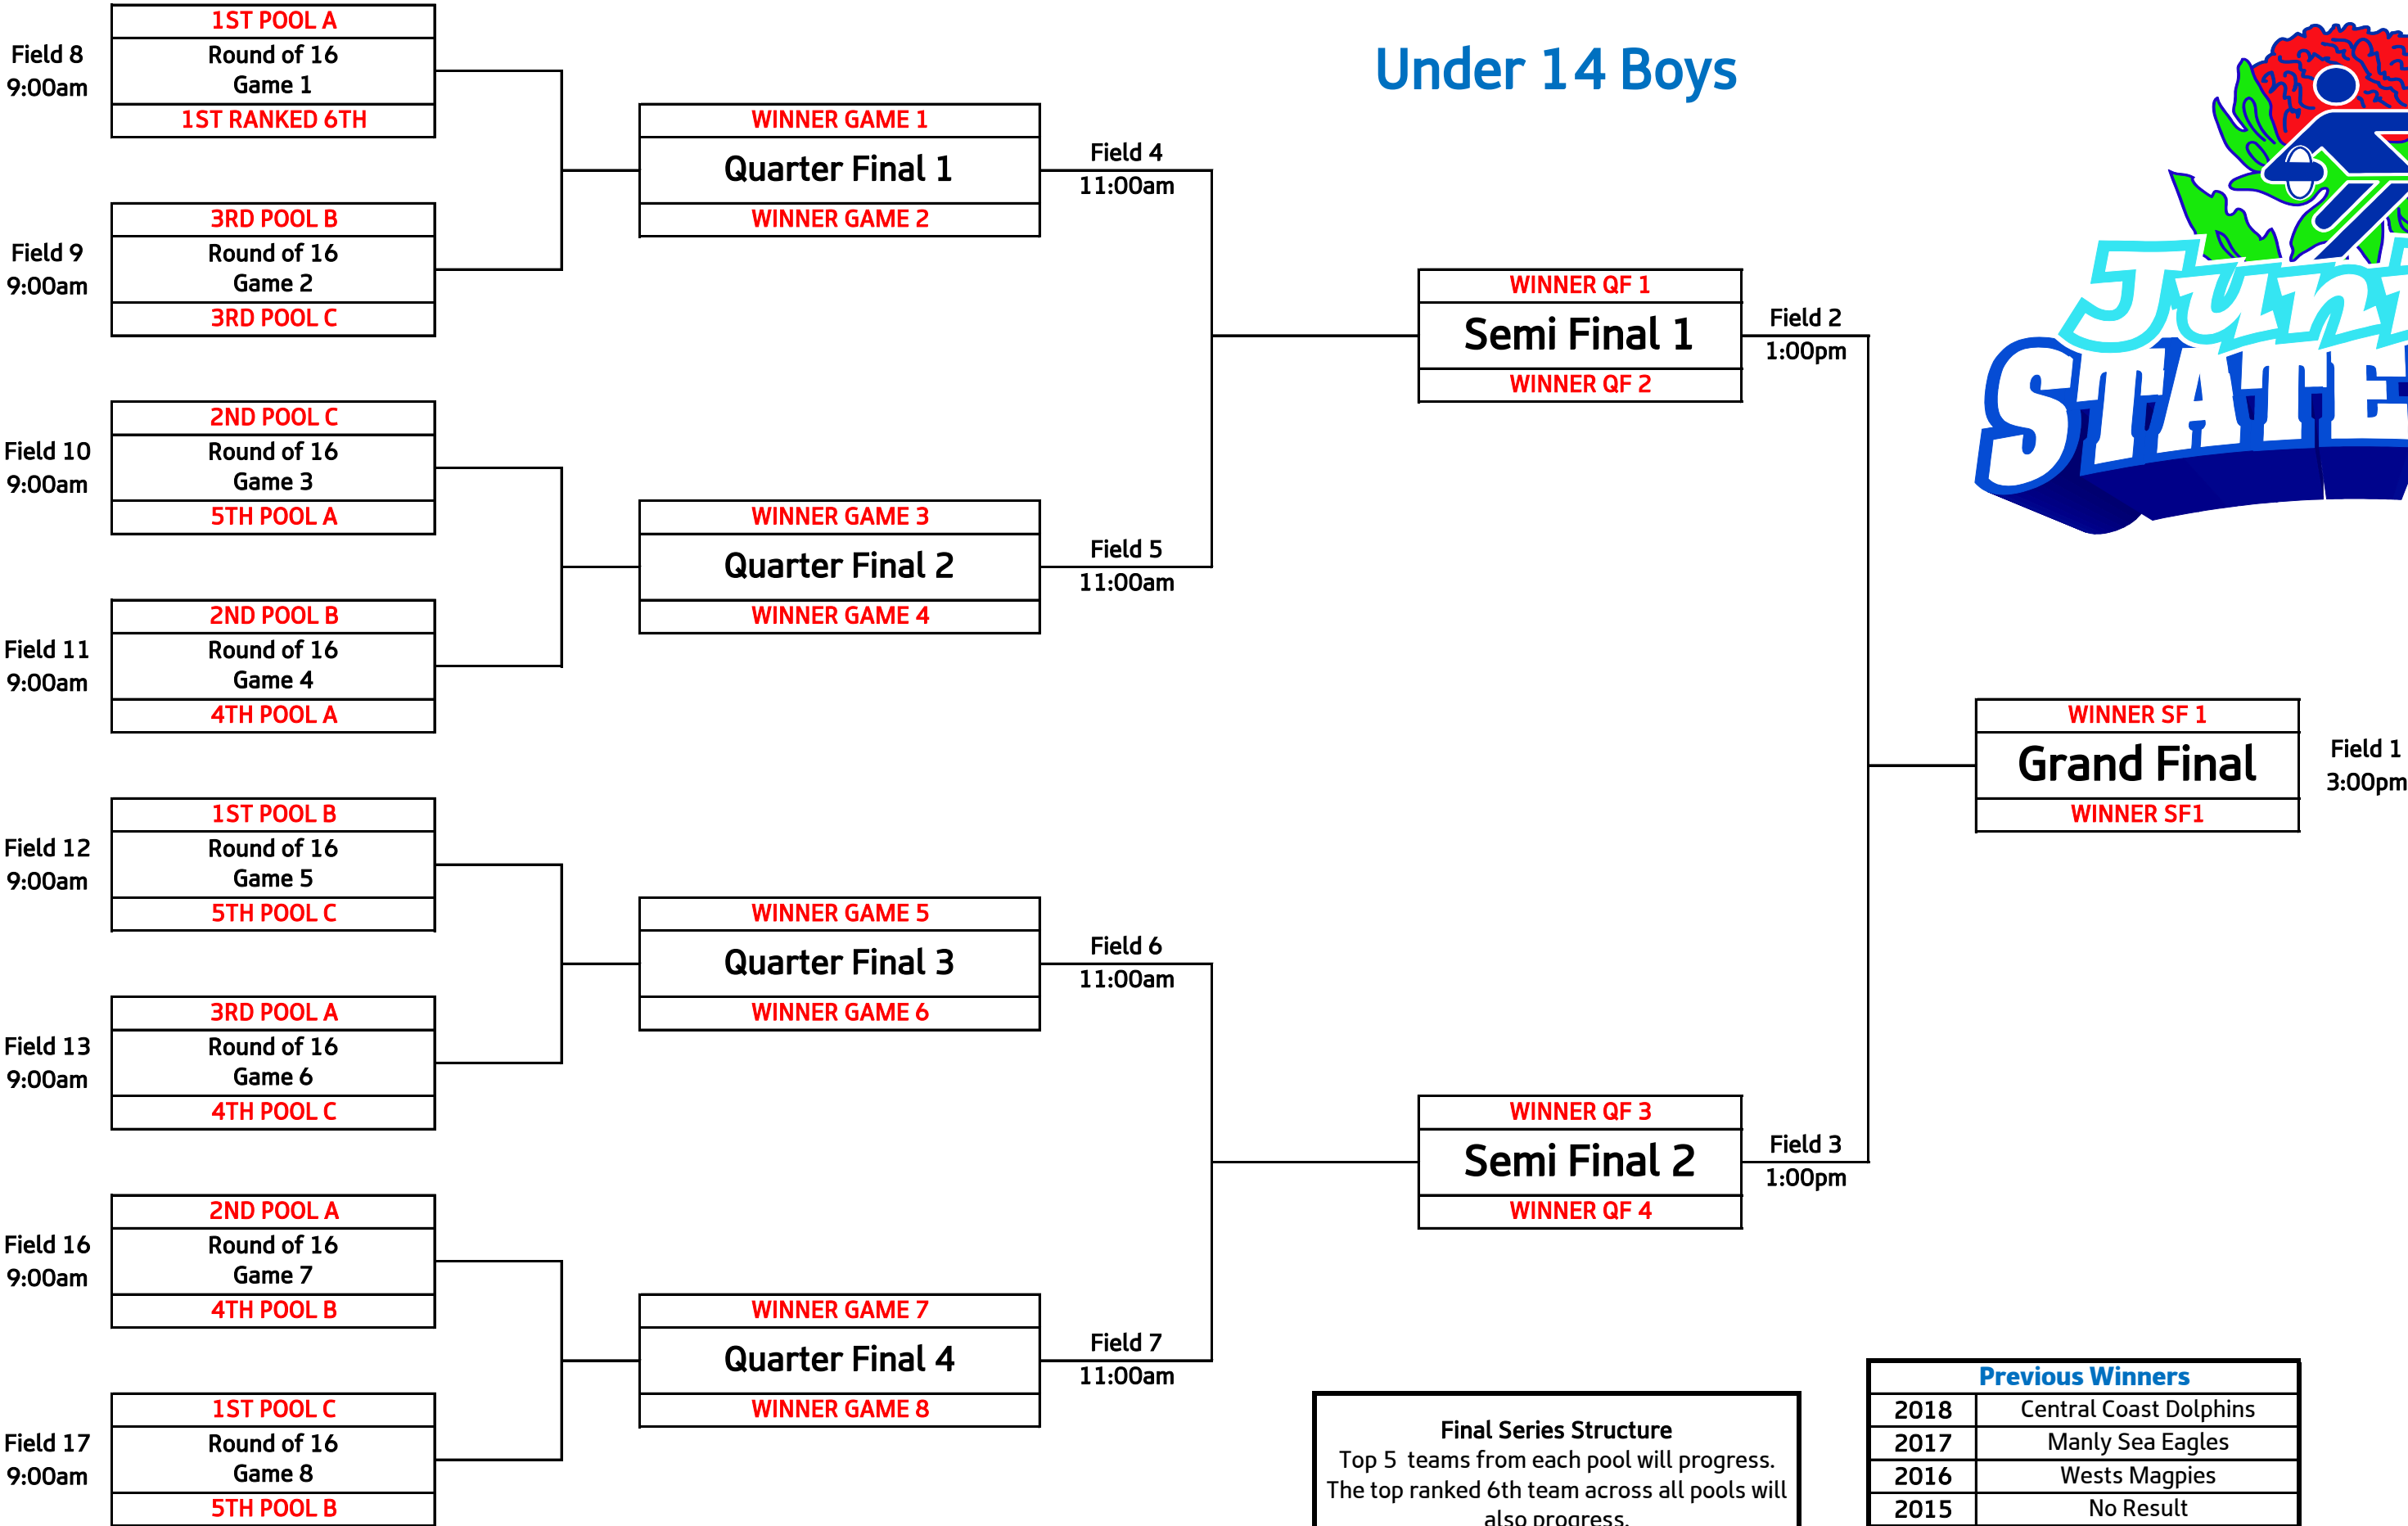 Under 14 Boys
Field 8
9:00am
1ST POOL A
Round of 16
Game 1
1ST RANKED 6TH
Field 9
9:00am
3RD POOL B
Round of 16
Game 2
3RD POOL C
Field 10
9:00am
2ND POOL C
Round of 16
Game 3
5TH POOL A
Field 11
9:00am
2ND POOL B
Round of 16
Game 4
4TH POOL A
Field 12
9:00am
1ST POOL B
Round of 16
Game 5
5TH POOL C
Field 13
9:00am
3RD POOL A
Round of 16
Game 6
4TH POOL C
Field 16
9:00am
2ND POOL A
Round of 16
Game 7
4TH POOL B
Field 17
9:00am
1ST POOL C
Round of 16
Game 8
5TH POOL B
WINNER GAME 1
Quarter Final 1
WINNER GAME 2
Field 4
11:00am
WINNER GAME 3
Quarter Final 2
WINNER GAME 4
Field 5
11:00am
WINNER GAME 5
Quarter Final 3
WINNER GAME 6
Field 6
11:00am
WINNER GAME 7
Quarter Final 4
WINNER GAME 8
Field 7
11:00am
WINNER QF 1
Semi Final 1
WINNER QF 2
Field 2
1:00pm
WINNER QF 3
Semi Final 2
WINNER QF 4
Field 3
1:00pm
WINNER SF 1
Grand Final
WINNER SF1
Field 1
3:00pm
STATE
Final Series Structure
Top 5 teams from each pool will progress.
The top ranked 6th team across all pools will
also progress.
Previous Winners
2018 Central Coast Dolphins
2017 Manly Sea Eagles
2016 Wests Magpies
2015 No Result